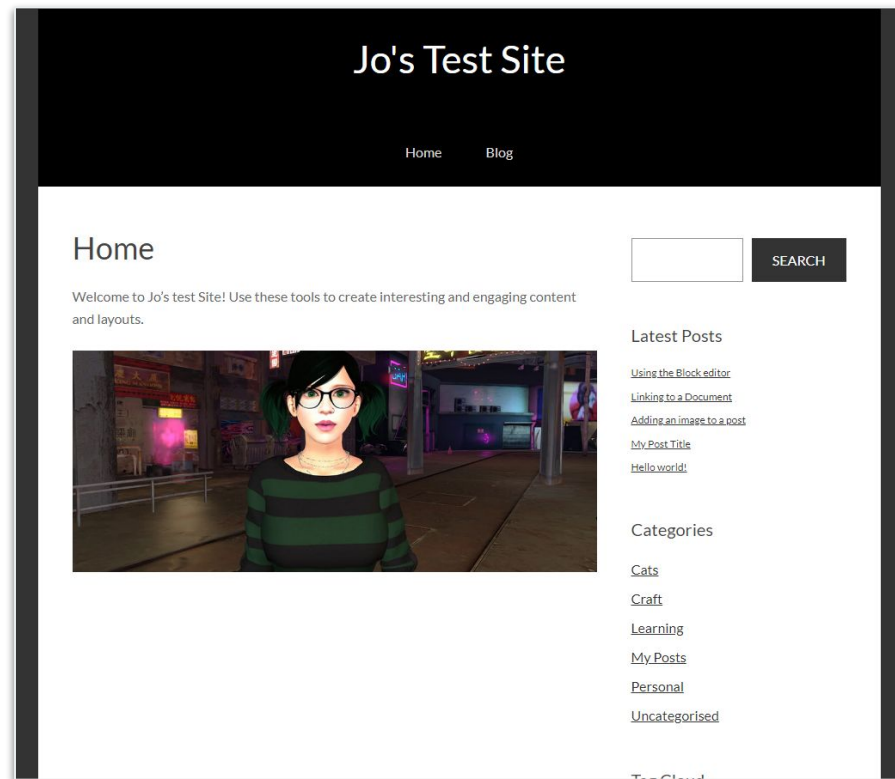 Jo's Test Site
Home
Blog
Home
Welcome to Jo’s test Site! Use these tools to create interesting and engaging content
and layouts.
SEARCH
Latest Posts
Using the Block editor
Linking to a Document
Adding an image to a post
My Post Title
Hello world!
Categories
Cats
Craft
Learning
My Posts
Personal
Uncategorised
Tag Cloud